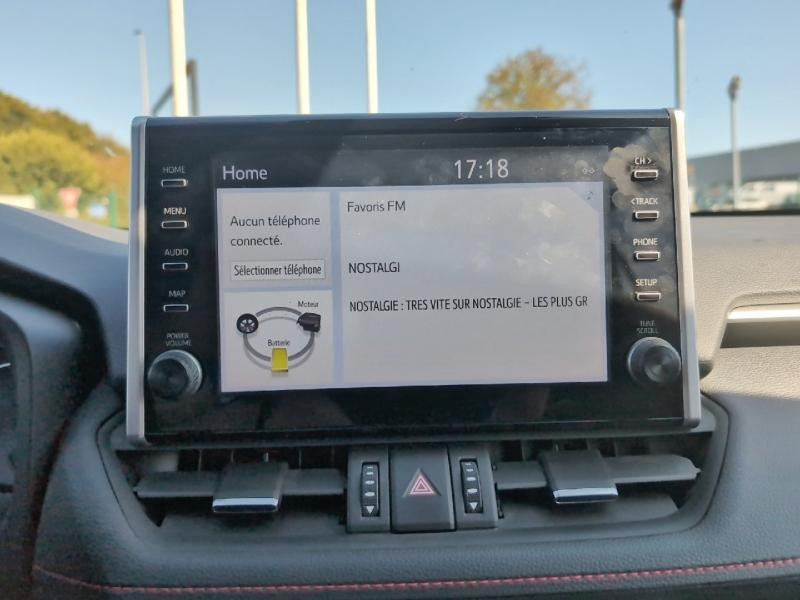 Home
17:18
HOME
MENU
AUDIO
MAP
POWER
VOLUME
Aucun téléphone
connecté.
Sélectionner téléphone
Moteur
Batterie
Favoris FM
NOSTALGI
NOSTALGIE : TRES VITE SUR NOSTALGIE - LES PLUS GR
CH >
< TRACK
PHONE
SETUP
TUNE
SCROLL